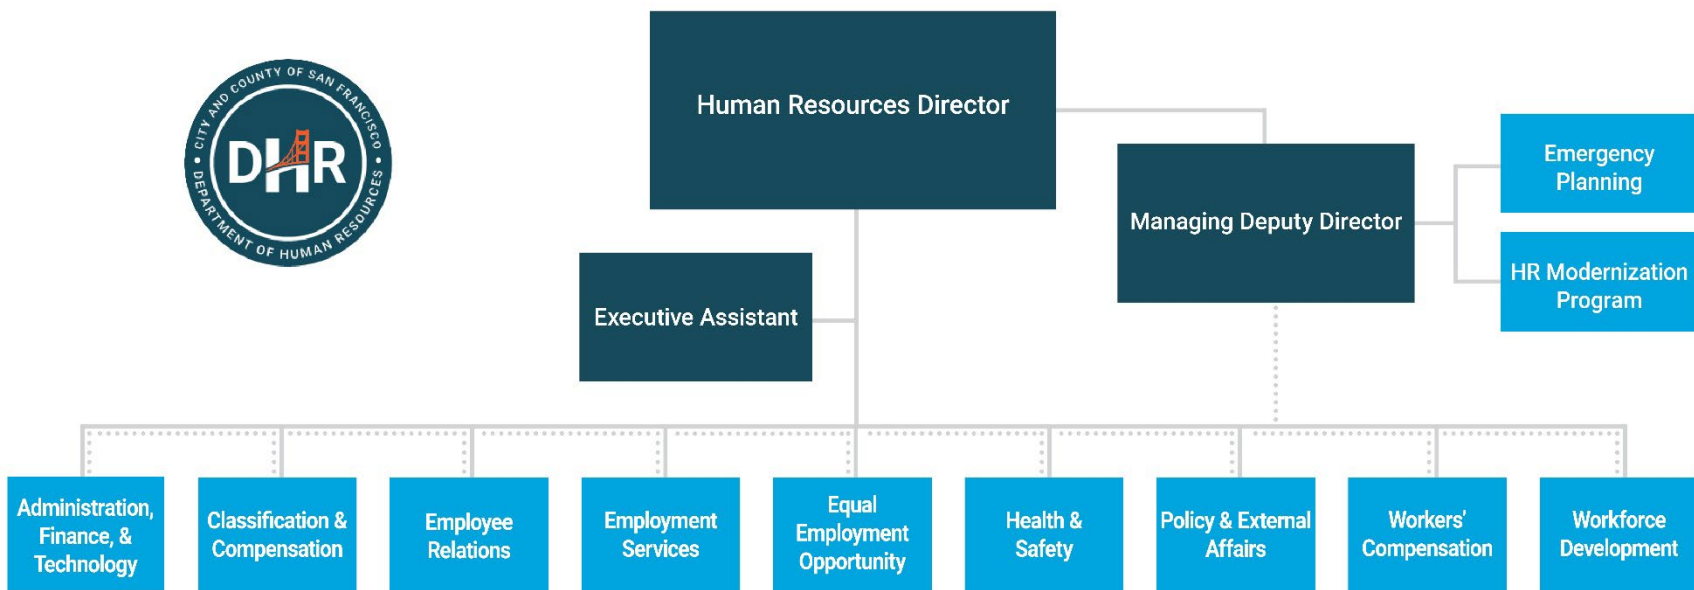 CITY AND COUNTY OF SAN FRANCISCO
DHR
DEPARTMENT OF HUMAN RESOURCES
Human Resources Director
Managing Deputy Director
Emergency
Planning
HR Modernization
Program
Executive Assistant
Administration,
Finance, &
Technology
Classification &
Compensation
Employee
Relations
Employment
Services
Equal
Employment
Opportunity
Health &
Safety
Policy & External
Affairs
Workers'
Compensation
Workforce
Development